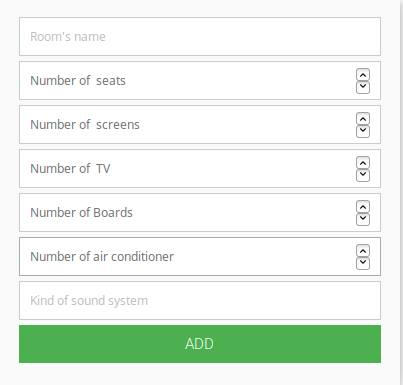 Room's name
Number of  seats
Number of  screens
Number of  TV
Number of Boards
Number of air conditioner
Kind of sound system
ADD